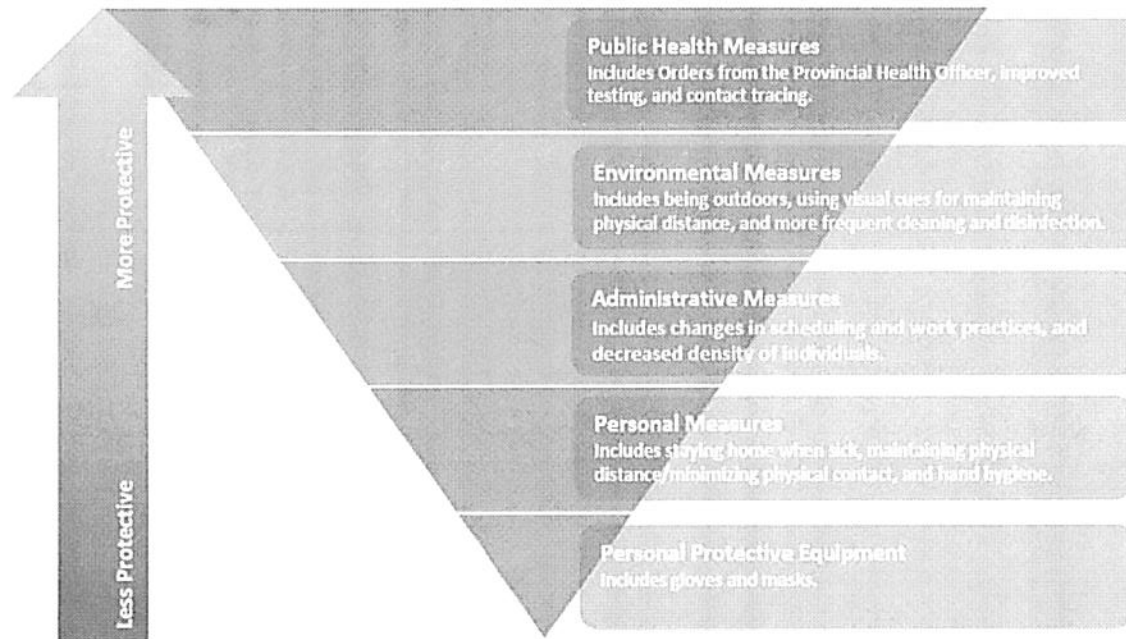 Public Health Measures
Includes Orders from the Provincial Health Officer, improved
testing, and contact tracing.
Environmental Measures
Includes being outdoors, using visual cues for maintaining
physical distance, and more frequent cleaning and disinfection.
Administrative Measures
Includes changes in scheduling and work practices, and
decreased density of individuals.
Personal Measures
Includes staying home when sick, maintaining physical
distance/minimizing physical contact, and hand hygiene.
Personal Protective Equipment
Includes gloves and masks.
More Protective
Less Protective